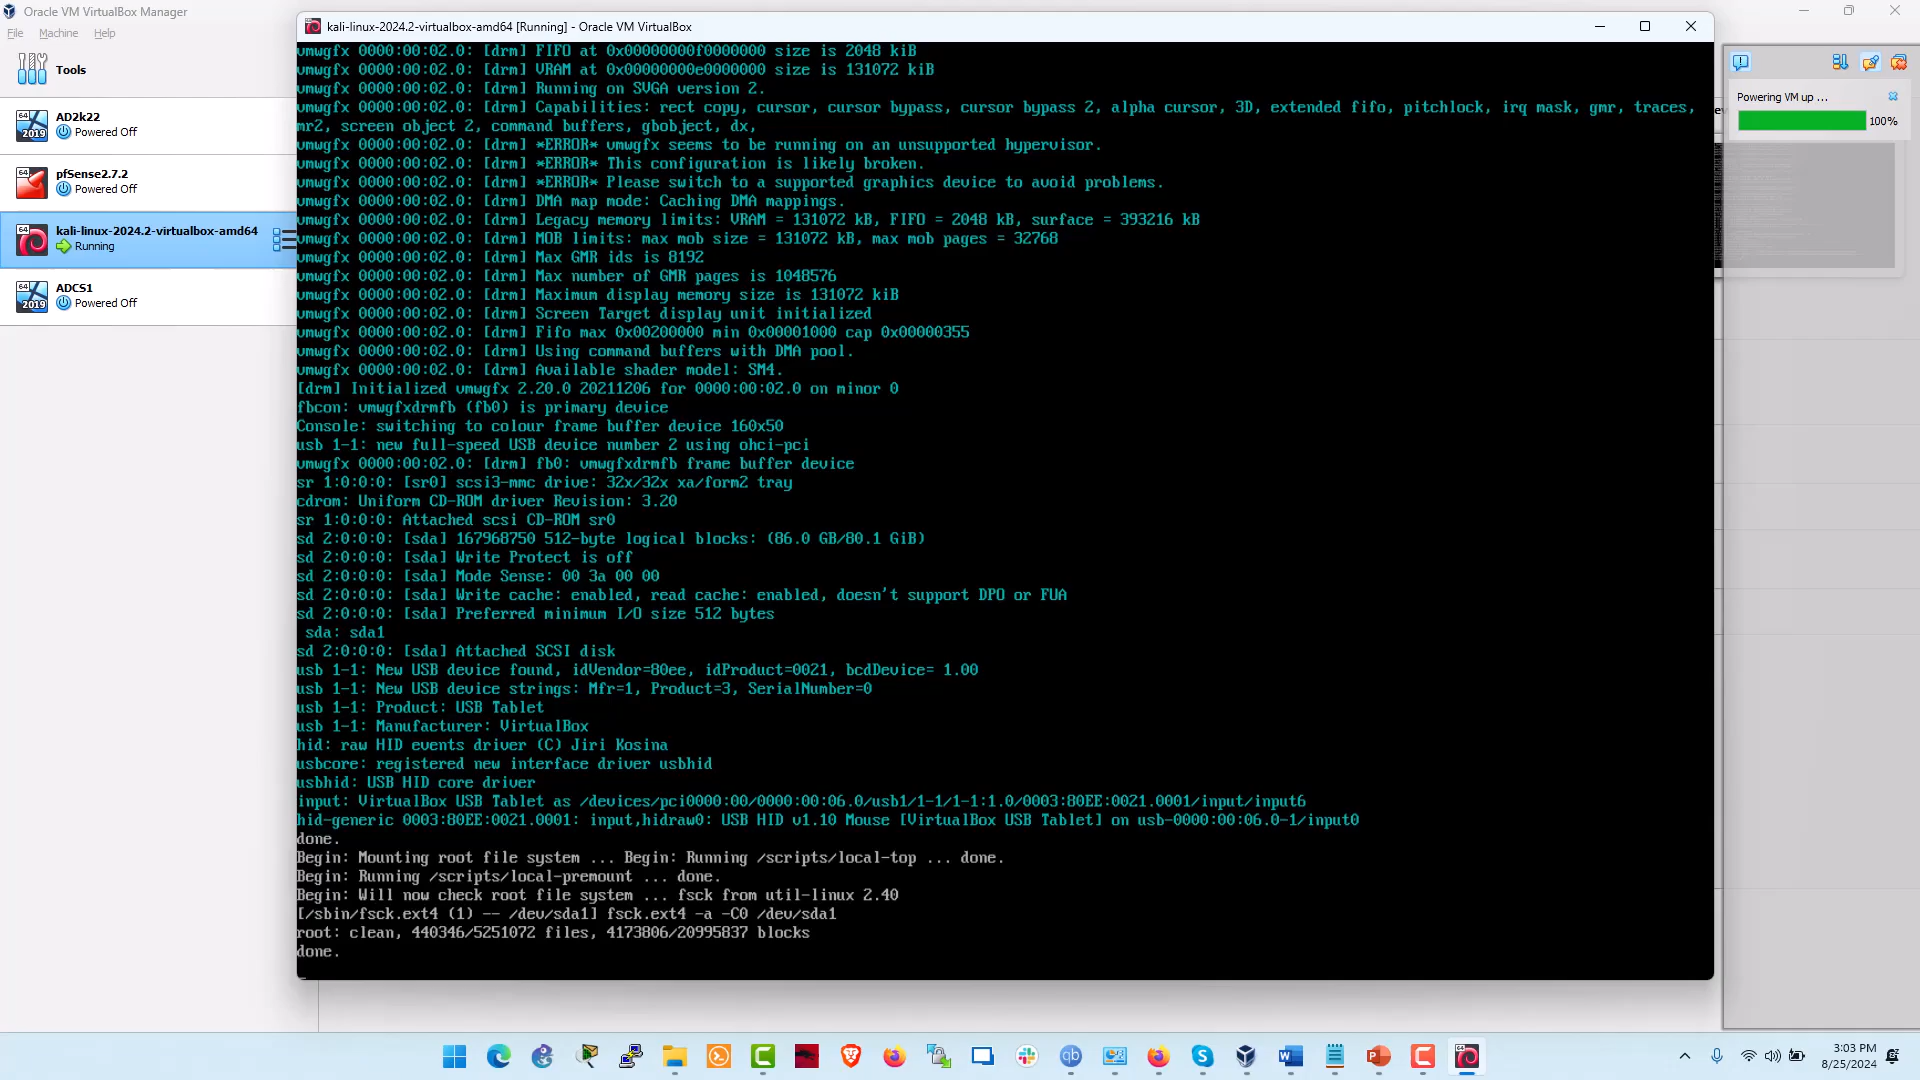 Oracle VM VirtualBox Manager
File Machine Help
Tools
AD2k22
Powered Off
pfSense2.7.2
Powered Off
kali-linux-2024.2-virtualbox-amd64
Running
ADCS1
Powered Off
kali-linux-2024.2-virtualbox-amd64 [Running] - Oracle VM VirtualBox
vmwgfx 0000:00:02.0: [drm] FIFO at 0x00000000f0000000 size is 2048 kiB
vmwgfx 0000:00:02.0: [drm] VRAM at 0x00000000e0000000 size is 131072 kiB
vmwgfx 0000:00:02.0: [drm] Running on SVGA version 2.
vmwgfx 0000:00:02.0: [drm] Capabilities: rect copy, cursor, cursor bypass, cursor bypass 2, alpha cursor, 3D, extended fifo, pitchlock, irq mask, gmr, traces,
mr2, screen object 2, command buffers, gbobject, dx,
vmwgfx 0000:00:02.0: [drm] *ERROR* vmwgfx seems to be running on an unsupported hypervisor.
vmwgfx 0000:00:02.0: [drm] *ERROR* This configuration is likely broken.
vmwgfx 0000:00:02.0: [drm] *ERROR* Please switch to a supported graphics device to avoid problems.
vmwgfx 0000:00:02.0: [drm] DMA map mode: Caching DMA mappings.
vmwgfx 0000:00:02.0: [drm] Legacy memory limits: VRAM = 131072 kB, FIFO = 2048 kB, surface = 393216 kB
vmwgfx 0000:00:02.0: [drm] MOB limits: max mob size = 131072 kB, max mob pages = 32768
vmwgfx 0000:00:02.0: [drm] Max GMR ids is 8192
vmwgfx 0000:00:02.0: [drm] Max number of GMR pages is 1048576
vmwgfx 0000:00:02.0: [drm] Maximum display memory size is 131072 kiB
vmwgfx 0000:00:02.0: [drm] Screen Target display unit initialized
vmwgfx 0000:00:02.0: [drm] Fifo max 0x00200000 min 0x00001000 cap 0x00000355
vmwgfx 0000:00:02.0: [drm] Using command buffers with DMA pool.
vmwgfx 0000:00:02.0: [drm] Available shader model: SM4.
[drm] Initialized vmwgfx 2.20.0 20211206 for 0000:00:02.0 on minor 0
fbcon: vmwgfxdrmfb (fb0) is primary device
Console: switching to colour frame buffer device 160x50
usb 1-1: new full-speed USB device number 2 using ohci-pci
vmwgfx 0000:00:02.0: [drm] fb0: vmwgfxdrmfb frame buffer device
sr 1:0:0:0: [sr0] scsi3-mmc drive: 32x/32x xa/form2 tray
cdrom: Uniform CD-ROM driver Revision: 3.20
sr 1:0:0:0: Attached scsi CD-ROM sr0
sd 2:0:0:0: [sda] 167968750 512-byte logical blocks: (86.0 GB/80.1 GiB)
sd 2:0:0:0: [sda] Write Protect is off
sd 2:0:0:0: [sda] Mode Sense: 00 3a 00 00
sd 2:0:0:0: [sda] Write cache: enabled, read cache: enabled, doesn't support DPO or FUA
sd 2:0:0:0: [sda] Preferred minimum I/O size 512 bytes
sda: sda1
sd 2:0:0:0: [sda] Attached SCSI disk
usb 1-1: New USB device found, idVendor=80ee, idProduct=0021, bcdDevice= 1.00
usb 1-1: New USB device strings: Mfr=1, Product=3, SerialNumber=0
usb 1-1: Product: USB Tablet
usb 1-1: Manufacturer: VirtualBox
hid: raw HID events driver (C) Jiri Kosina
usbcore: registered new interface driver usbhid
usbhid: USB HID core driver
input: VirtualBox USB Tablet as /devices/pci0000:00/0000:00:06.0/usb1/1-1/1-1:1.0/0003:80EE:0021.0001/input/input6
hid-generic 0003:80EE:0021.0001: input,hidraw0: USB HID v1.10 Mouse [VirtualBox USB Tablet] on usb-0000:00:06.0-1/input0
done.
Begin: Mounting root file system ... Begin: Running /scripts/local-top ... done.
Begin: Running /scripts/local-premount ... done.
Begin: Will now check root file system ... fsck from util-linux 2.40
[/sbin/fsck.ext4 (1) -- /dev/sda1] fsck.ext4 -a -C0 /dev/sda1
root: clean, 440346/5251072 files, 4173806/20995837 blocks
done.
Powering VM up ...
100%
3:03 PM
8/25/2024